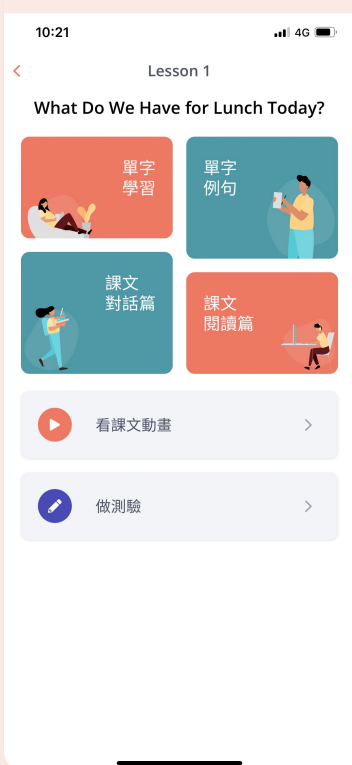 10:21
4G
Lesson 1
What Do We Have for Lunch Today?
單字
學習
單字
例句
課文
對話篇
課文
閱讀篇
看課文動畫
做測驗